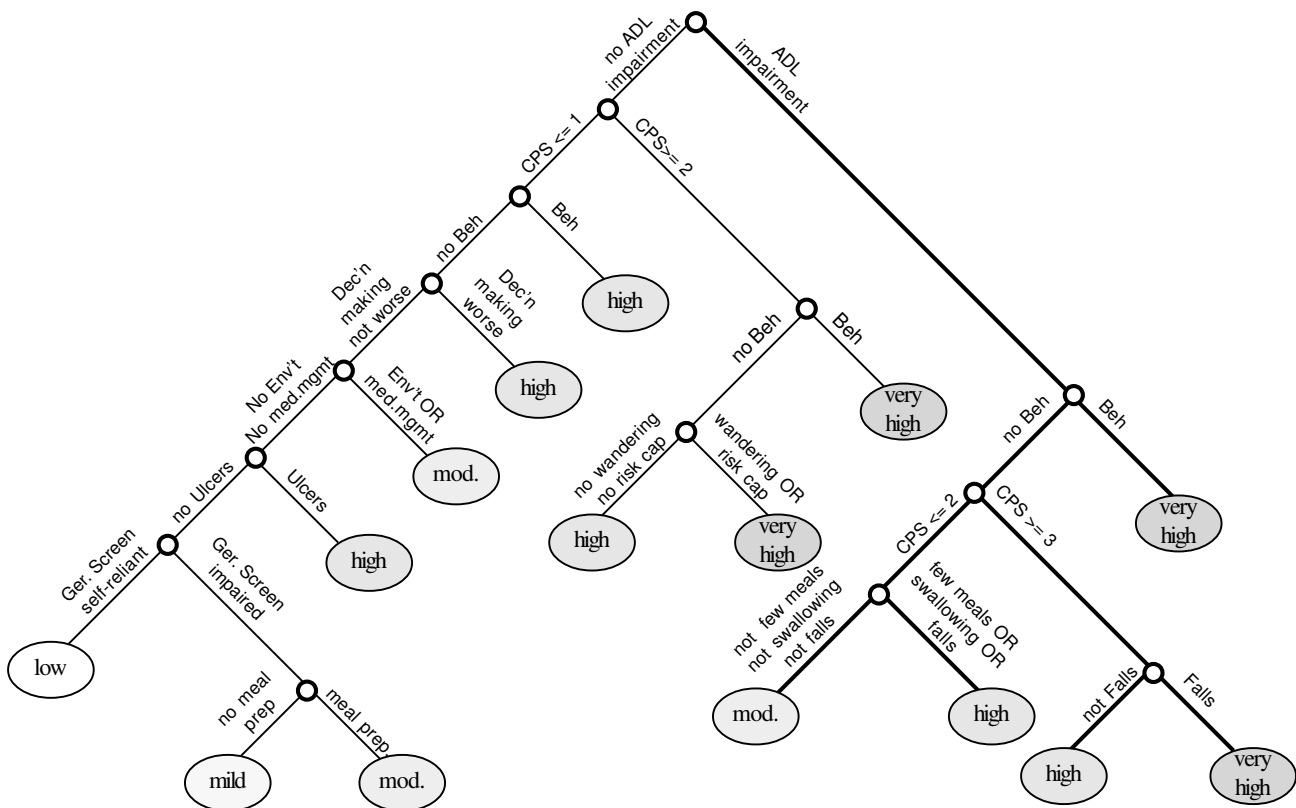 no ADL
impairment
ADL
impairment
CPS <= 1
CPS>= 2
no Beh
Beh
high
Dec'n
making
not worse
Dec'n
making
worse
high
no Beh
Beh
very
high
No Env't
No med.mgmt
Env't OR
med.mgmt
mod.
no wandering
no risk cap
wandering OR
risk cap
high
very
high
no Beh
Beh
very
high
no Ulcers
Ulcers
high
CPS <= 2
CPS >= 3
Ger. Screen
self-reliant
Ger. Screen
impaired
low
not few meals
not swallowing
not falls
few meals OR
swallowing OR
falls
mod.
high
not Falls
Falls
high
very
high
no meal
prep
meal prep.
mild
mod.